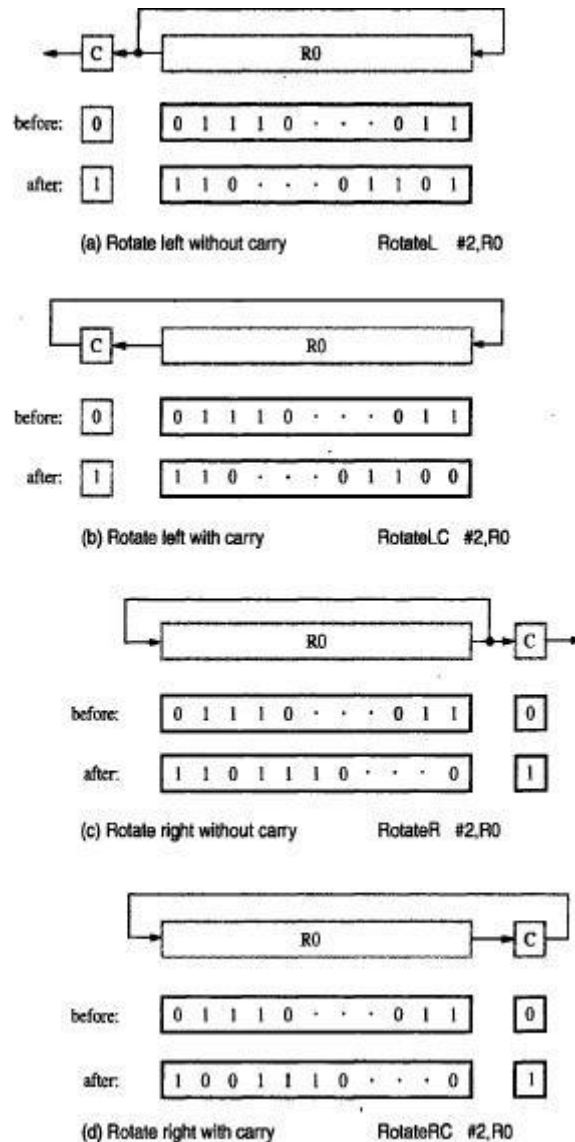 C R0
before: 0 0 1 1 1 0 · · · 0 1 1
after: 1 1 1 0 · · · 0 1 1 0 1
(a) Rotate left without carry RotateL #2,R0
C R0
before: 0 0 1 1 1 0 · · · 0 1 1
after: 1 1 1 0 · · · 0 1 1 0 0
(b) Rotate left with carry RotateLC #2,R0
R0 C
before: 0 1 1 1 0 · · · 0 1 1 0
after: 1 1 0 1 1 1 0 · · · 0 1
(c) Rotate right without carry RotateR #2,R0
R0 C
before: 0 1 1 1 0 · · · 0 1 1 0
after: 1 0 0 1 1 1 0 · · · 0 1
(d) Rotate right with carry RotateRC #2,R0